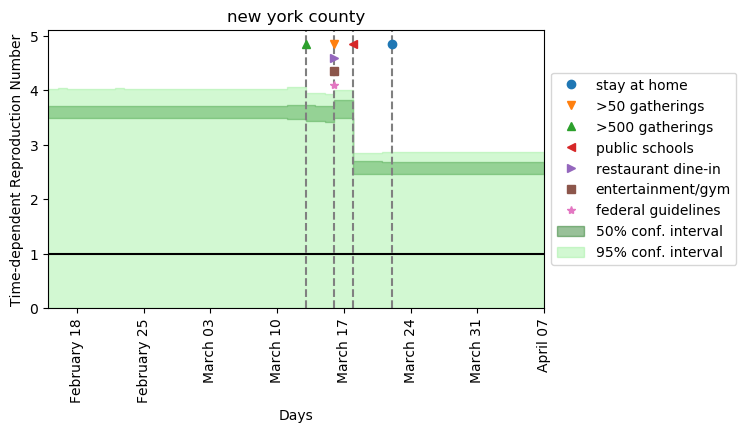 new york county
Time-dependent Reproduction Number
5
4
3
2
1
0
February 18
February 25
March 03
March 10
March 17
March 24
March 31
April 07
Days
stay at home
>50 gatherings
>500 gatherings
public schools
restaurant dine-in
entertainment/gym
federal guidelines
50% conf. interval
95% conf. interval